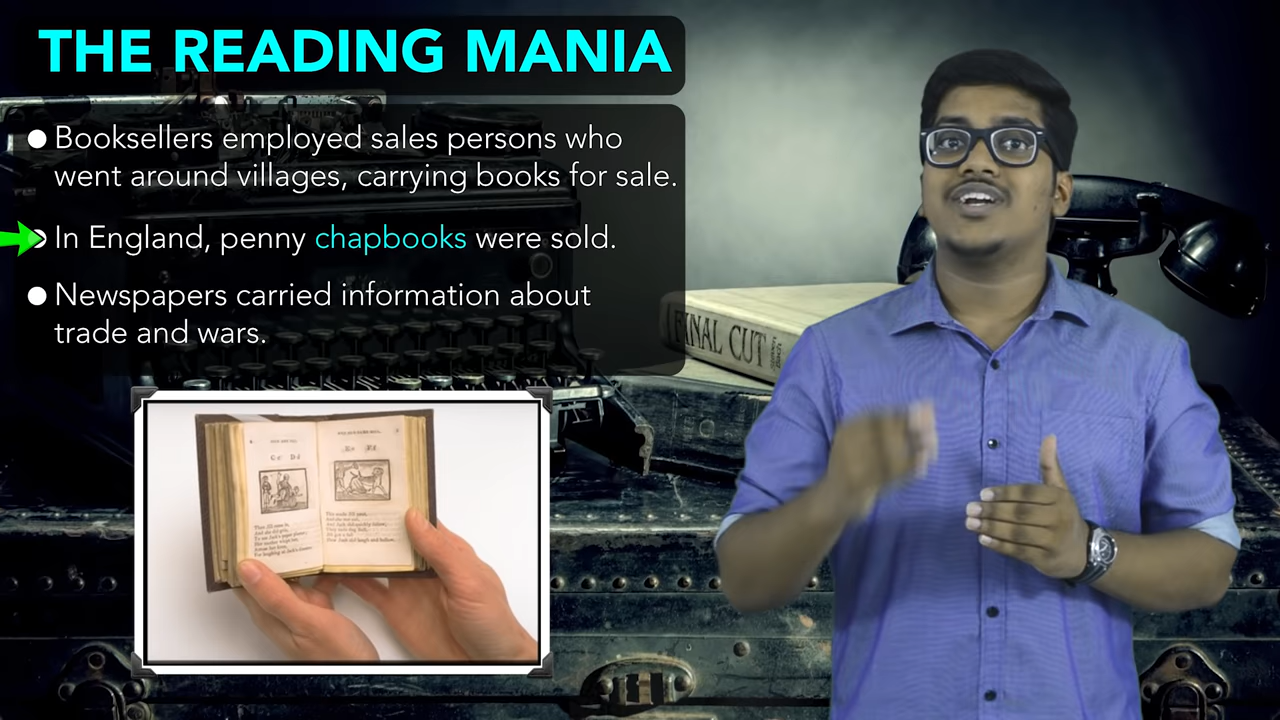 THE READING MANIA
Booksellers employed sales persons who
went around villages, carrying books for sale.
In England, penny chapbooks were sold.
Newspapers carried information about
trade and wars.
FINAL CUT